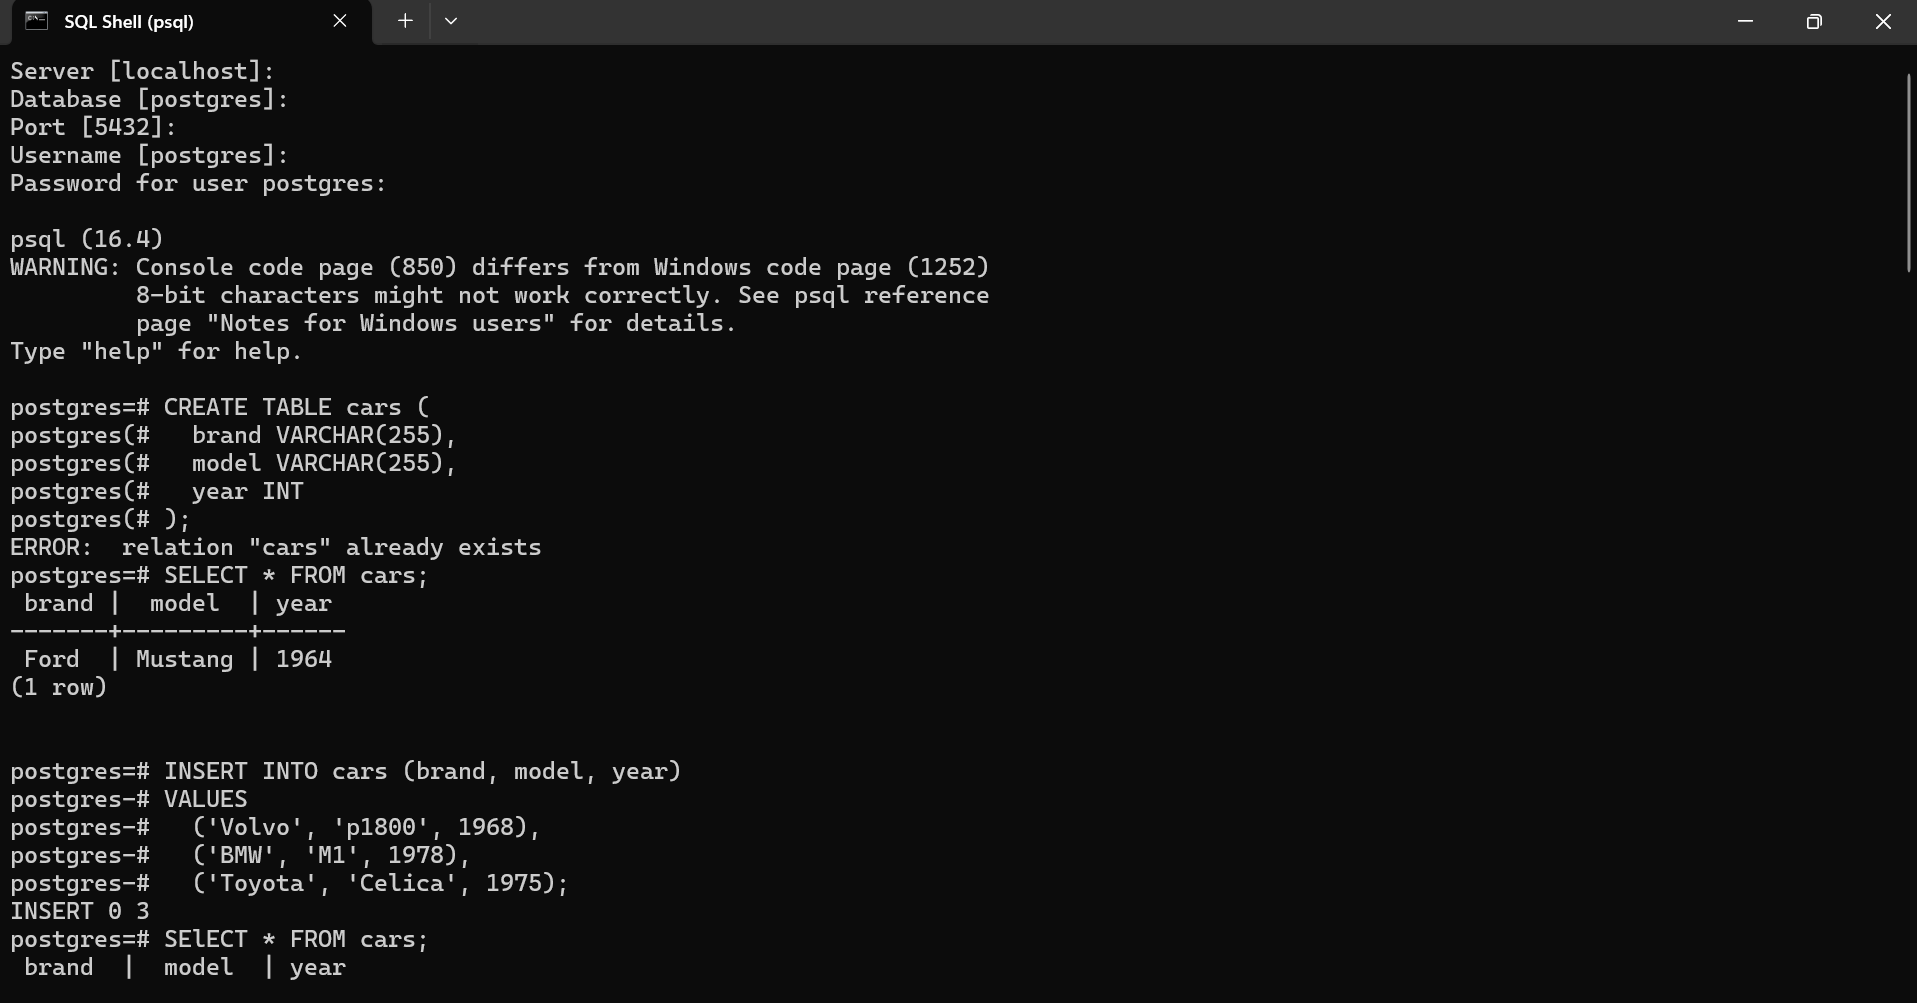 SQL Shell (psql)
Server [localhost]:
Database [postgres]:
Port [5432]:
Username [postgres]:
Password for user postgres:

psql (16.4)
WARNING: Console code page (850) differs from Windows code page (1252)
         8-bit characters might not work correctly. See psql reference
         page "Notes for Windows users" for details.
Type "help" for help.

postgres=# CREATE TABLE cars (
postgres(#   brand VARCHAR(255),
postgres(#   model VARCHAR(255),
postgres(#   year INT
postgres(# );
ERROR:  relation "cars" already exists
postgres=# SELECT * FROM cars;
 brand |  model  | year
-------+---------+------
 Ford  | Mustang | 1964
(1 row)


postgres=# INSERT INTO cars (brand, model, year)
postgres-# VALUES
postgres-#   ('Volvo', 'p1800', 1968),
postgres-#   ('BMW', 'M1', 1978),
postgres-#   ('Toyota', 'Celica', 1975);
INSERT 0 3
postgres=# SElECT * FROM cars;
 brand  |  model  | year